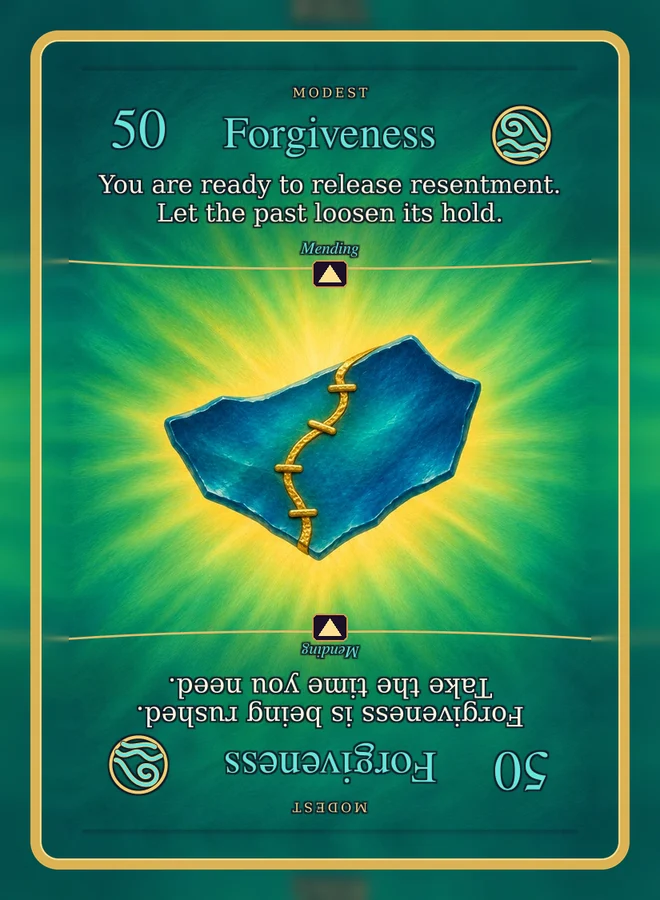 MODEST
50 Forgiveness
You are ready to release resentment.
Let the past loosen its hold.
Mending
MODEST
50 Forgiveness
Forgiveness is being rushed.
Take the time you need.
Mending